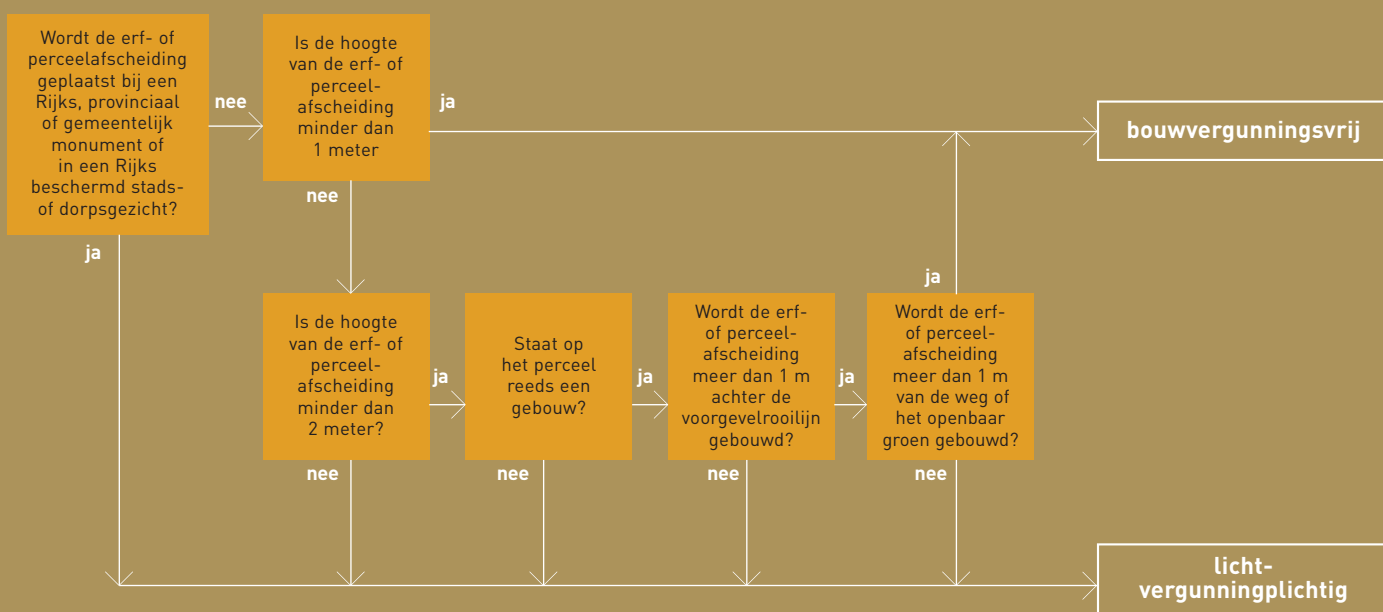 Wordt de erf- of
perceelafscheiding
geplaatst bij een
Rijks, provinciaal
of gemeentelijk
monument of
in een Rijks
beschermd stads-
of dorpsgezicht?
nee
ja
Is de hoogte
van de erf- of
perceel-
afscheiding
minder dan
1 meter
ja
nee
bouwvergunningsvrij
Is de hoogte
van de erf- of
perceel-
afscheiding
minder dan
2 meter?
ja
nee
Staat op
het perceel
reeds een
gebouw?
ja
nee
Wordt de erf-
of perceel-
afscheiding
meer dan 1 m
achter de
voorgevelrooilijn
gebouwd?
ja
nee
Wordt de erf-
of perceel-
afscheiding
meer dan 1 m
van de weg of
het openbaar
groen gebouwd?
ja
nee
licht-
vergunningplichtig